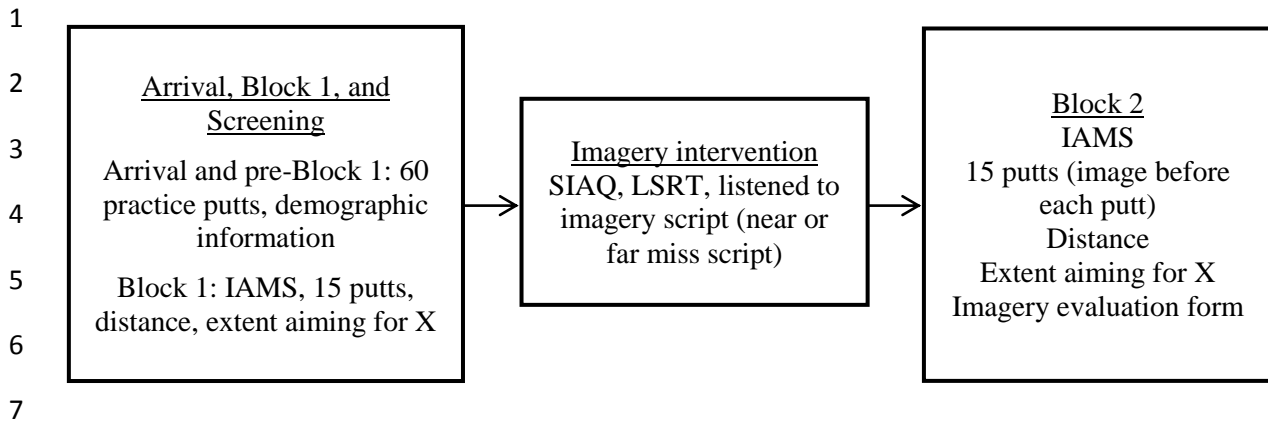 1
2
3
4
5
6
7
Arrival, Block 1, and
Screening
Arrival and pre-Block 1: 60
practice putts, demographic
information
Block 1: IAMS, 15 putts,
distance, extent aiming for X
Imagery intervention
SIAQ, LSRT, listened to
imagery script (near or
far miss script)
Block 2
IAMS
15 putts (image before
each putt)
Distance
Extent aiming for X
Imagery evaluation form